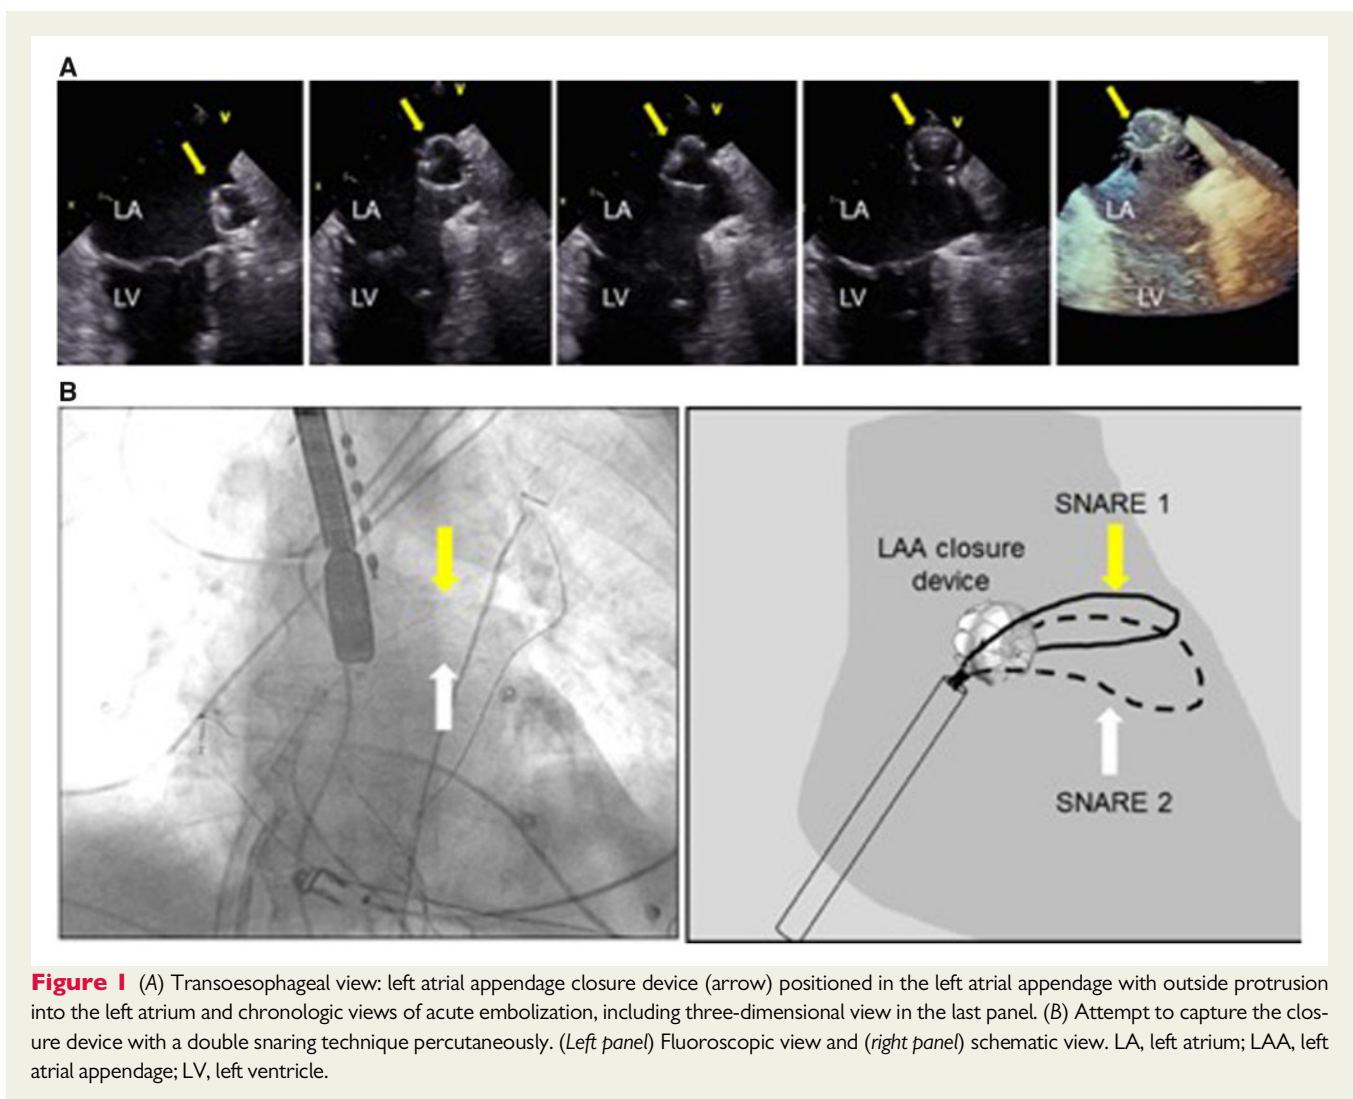 A
V
V
V
V
LA
LA
LA
LA
LA
LV
LV
LV
LV
LV
B
SNARE 1
LAA closure
device
SNARE 2
Figure 1 (A) Transoesophageal view: left atrial appendage closure device (arrow) positioned in the left atrial appendage with outside protrusion
into the left atrium and chronologic views of acute embolization, including three-dimensional view in the last panel. (B) Attempt to capture the clos-
ure device with a double snaring technique percutaneously. (Left panel) Fluoroscopic view and (right panel) schematic view. LA, left atrium; LAA, left
atrial appendage; LV, left ventricle.